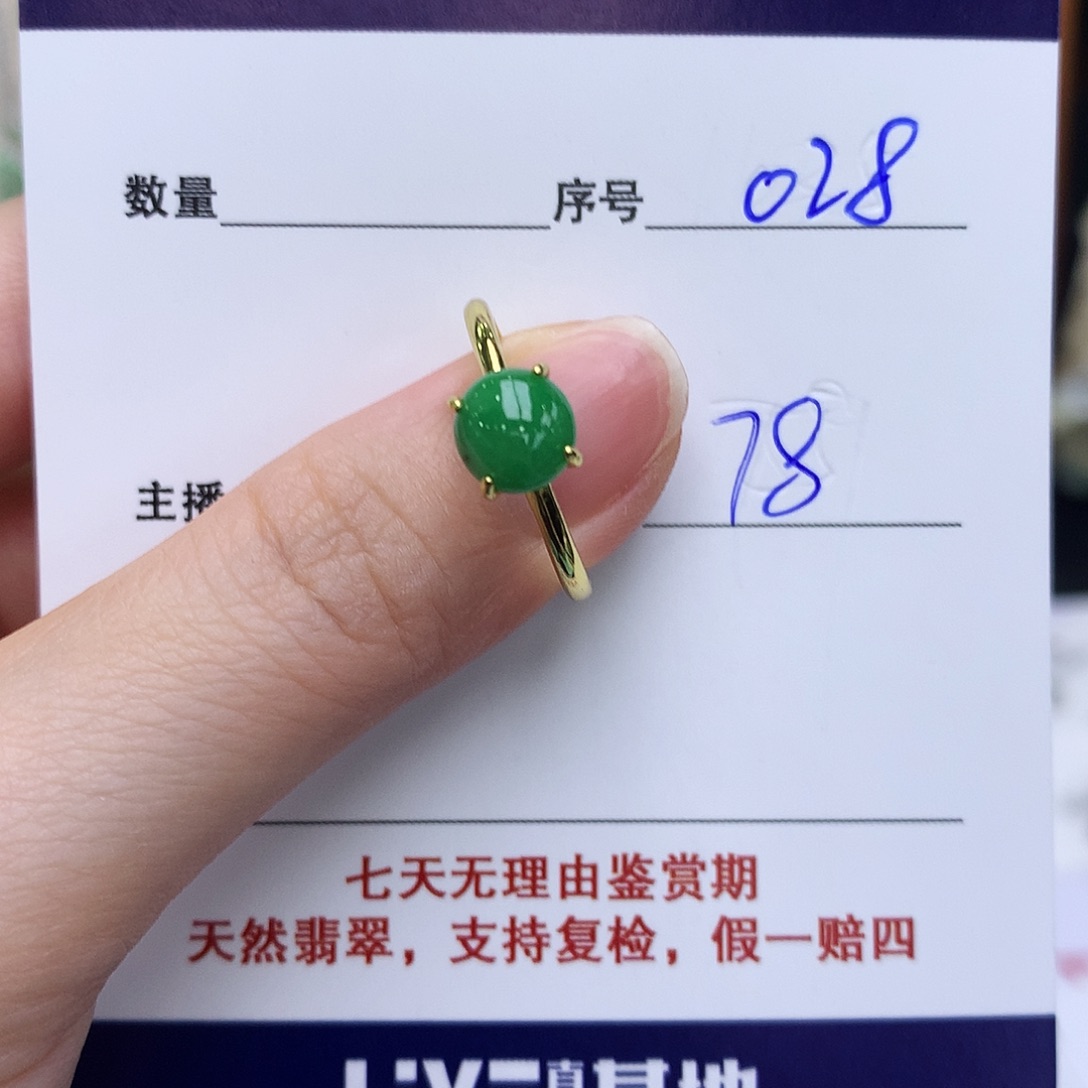 数量 序号 028
主播 78
七天无理由鉴赏期
天然翡翠，支持复检，假一赔四